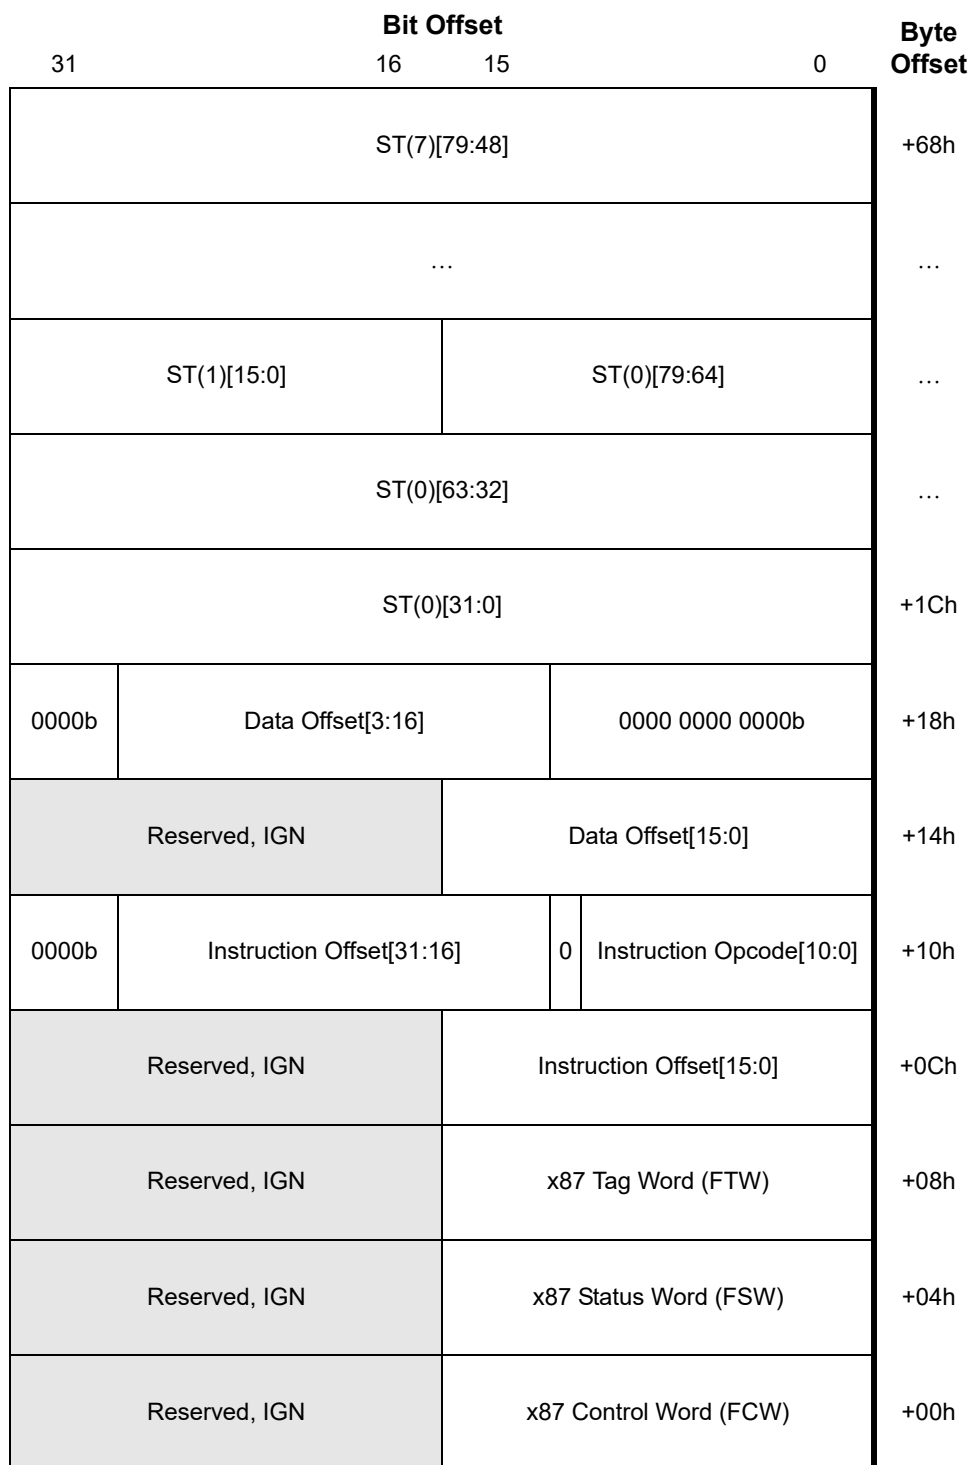 Bit Offset
Byte Offset
31 16 15 0
ST(7)[79:48] +68h
… …
ST(1)[15:0] ST(0)[79:64] …
ST(0)[63:32] …
ST(0)[31:0] +1Ch
0000b Data Offset[3:16] 0000 0000 0000b +18h
Reserved, IGN Data Offset[15:0] +14h
0000b Instruction Offset[31:16] 0 Instruction Opcode[10:0] +10h
Reserved, IGN Instruction Offset[15:0] +0Ch
Reserved, IGN x87 Tag Word (FTW) +08h
Reserved, IGN x87 Status Word (FSW) +04h
Reserved, IGN x87 Control Word (FCW) +00h